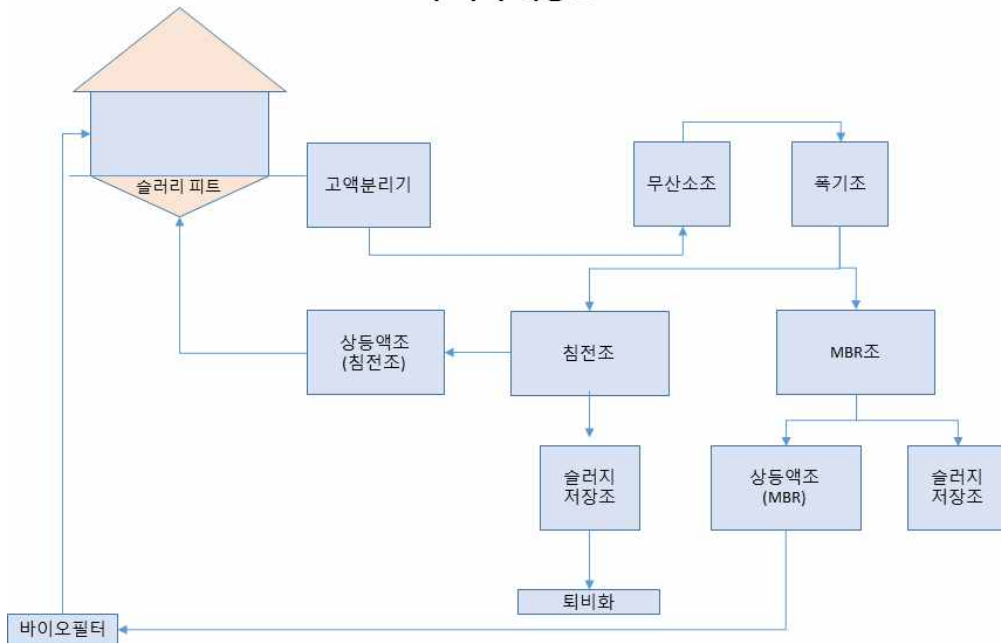 슬러리 피트
고액분리기
무산소조
폭기조
상등액조
(침전조)
침전조
MBR조
슬러지
저장조
상등액조
(MBR)
슬러지
저장조
퇴비화
바이오필터